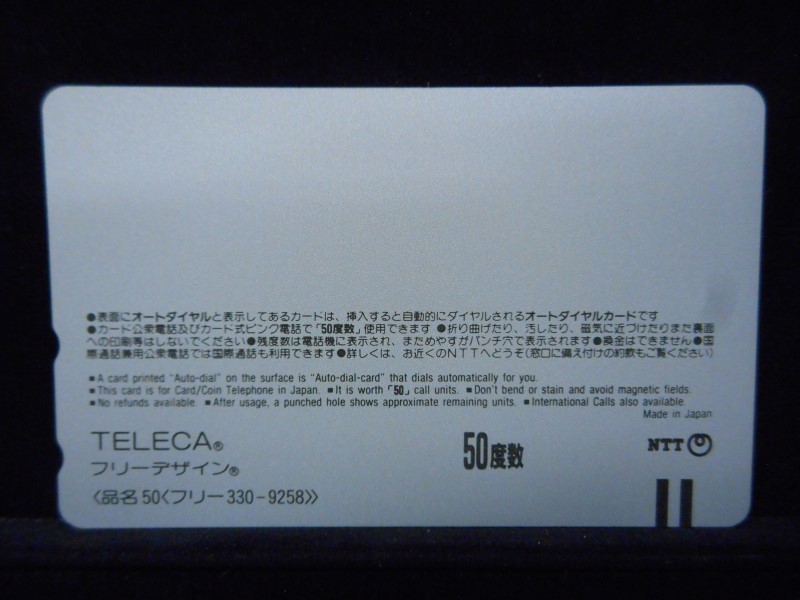 ●表面にオートダイヤルと表示してあるカードは、挿入すると自動的にダイヤルされるオートダイヤルカードです
●カード公衆電話及びカード式ピンク電話で「50度数」使用できます ●折り曲げたり、汚したり、磁気に近づけたりまた裏面
への印刷等はしないでください●残度数は電話機に表示され、まためやすがパンチ穴で表示されます●換金はできません●国
際通話兼用公衆電話では国際通話も利用できます●詳しくは、お近くのNTTへどうぞ(窓口に備え付けの約款もご覧ください)
■A card printed “Auto-dial” on the surface is “Auto-dial-card” that dials automatically for you.
■This card is for Card/Coin Telephone in Japan. ■It is worth「50」call units. ■Don't bend or stain and avoid magnetic fields.
■No refunds available. ■After usage, a punched hole shows approximate remaining units. ■International Calls also available.
Made in Japan
TELECA®
フリーデザイン®
〈品名50〈フリー330-9258〉〉
50度数
NTT